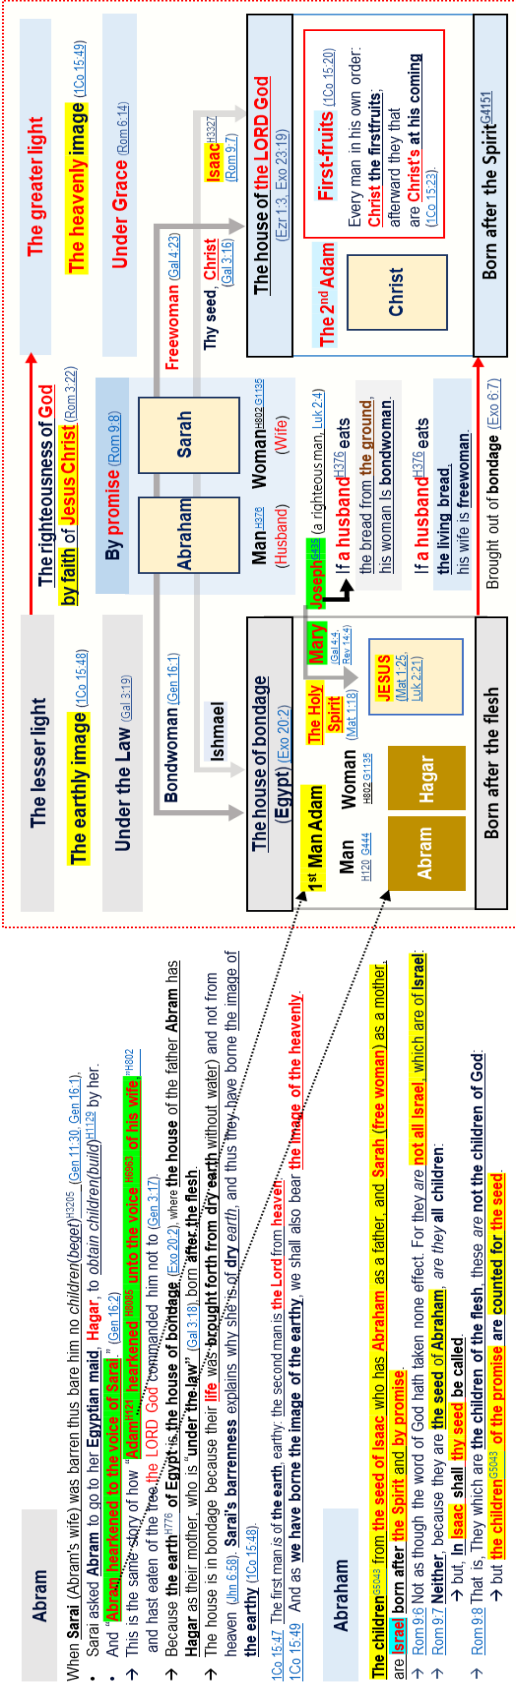 Abram
When Sarai (Abram's wife) was barren thus bare him no children(beget)H3205 (Gen 11:30, Gen 16:1),
• Sarai asked Abram to go to her Egyptian maid, Hagar, to obtain children(build)H1129 by her.
• And "Abram hearkened to the voice of Sarai." (Gen 16:2)
→ This is the same story of how "AdamH121 hearkened H8085 unto the voice H6963 of his wife,"H802
and hast eaten of the tree, the LORD God commanded him not to (Gen 3:17).
→ Because the earthH776 of Egypt is the house of bondage (Exo 20:2), where the house of the father Abram has
Hagar as their mother, who is "under the law" (Gal 3:18), born after the flesh.
→ The house is in bondage because their life was brought forth from dry earth without water) and not from
heaven (Jhn 6:58). Sarai's barrenness explains why she is of dry earth, and thus they have borne the image of
the earthy (1Co 15:48).
1Co 15:47 The first man is of the earth, earthy: the second man is the Lord from heaven.
1Co 15:49 And as we have borne the image of the earthy, we shall also bear the image of the heavenly.
Abraham
The childrenG5043 from the seed of Isaac who has Abraham as a father, and Sarah (free woman) as a mother,
are Israel born after the Spirit and by promise.
→ Rom 9:6 Not as though the word of God hath taken none effect. For they are not all Israel, which are of Israel:
→ Rom 9:7 Neither, because they are the seed of Abraham, are they all children:
→ but, In Isaac shall thy seed be called.
→ Rom 9:8 That is, They which are the children of the flesh, these are not the children of God:
→ but the childrenG5043 of the promise are counted for the seed.
The lesser light
The earthly image (1Co 15:48)
Under the Law (Gal 3:19)
The righteousness of God
by faith of Jesus Christ (Rom 3:22)
The greater light
The heavenly image (1Co 15:49)
Under Grace (Rom 6:14)
By promise (Rom 9:8)
Abraham
Sarah
ManH376
(Husband)
WomanH802 G1135
(Wife)
Bondwoman (Gen 16:1)
Ishmael
Freewoman (Gal 4:23)
Thy seed, Christ
(Gal 3:16)
IsaacH3327
(Rom 9:7)
The house of bondage
(Egypt) (Exo 20:2)
1st Man Adam
Man
H120 G444
Woman
H802 G1135
Abram
Hagar
The Holy
Spirit
(Mat 1:18)
Mary
(Gal 4:4,
Rev 14:4)
JosephG435 (a righteous man, Luk 2:4)
JESUS
(Mat 1:25,
Luk 2:21)
Born after the flesh
If a husbandH376 eats
the bread from the ground,
his woman Is bondwoman.
If a husbandH376 eats
the living bread,
his wife is freewoman.
Brought out of bondage (Exo 6:7)
The house of the LORD God
(Ezr 1:3, Exo 23:19)
The 2nd Adam
Christ
First-fruits (1Co 15:20)
Every man in his own order:
Christ the firstfruits;
afterward they that
are Christ's at his coming
(1Co 15:23).
Born after the SpiritG4151